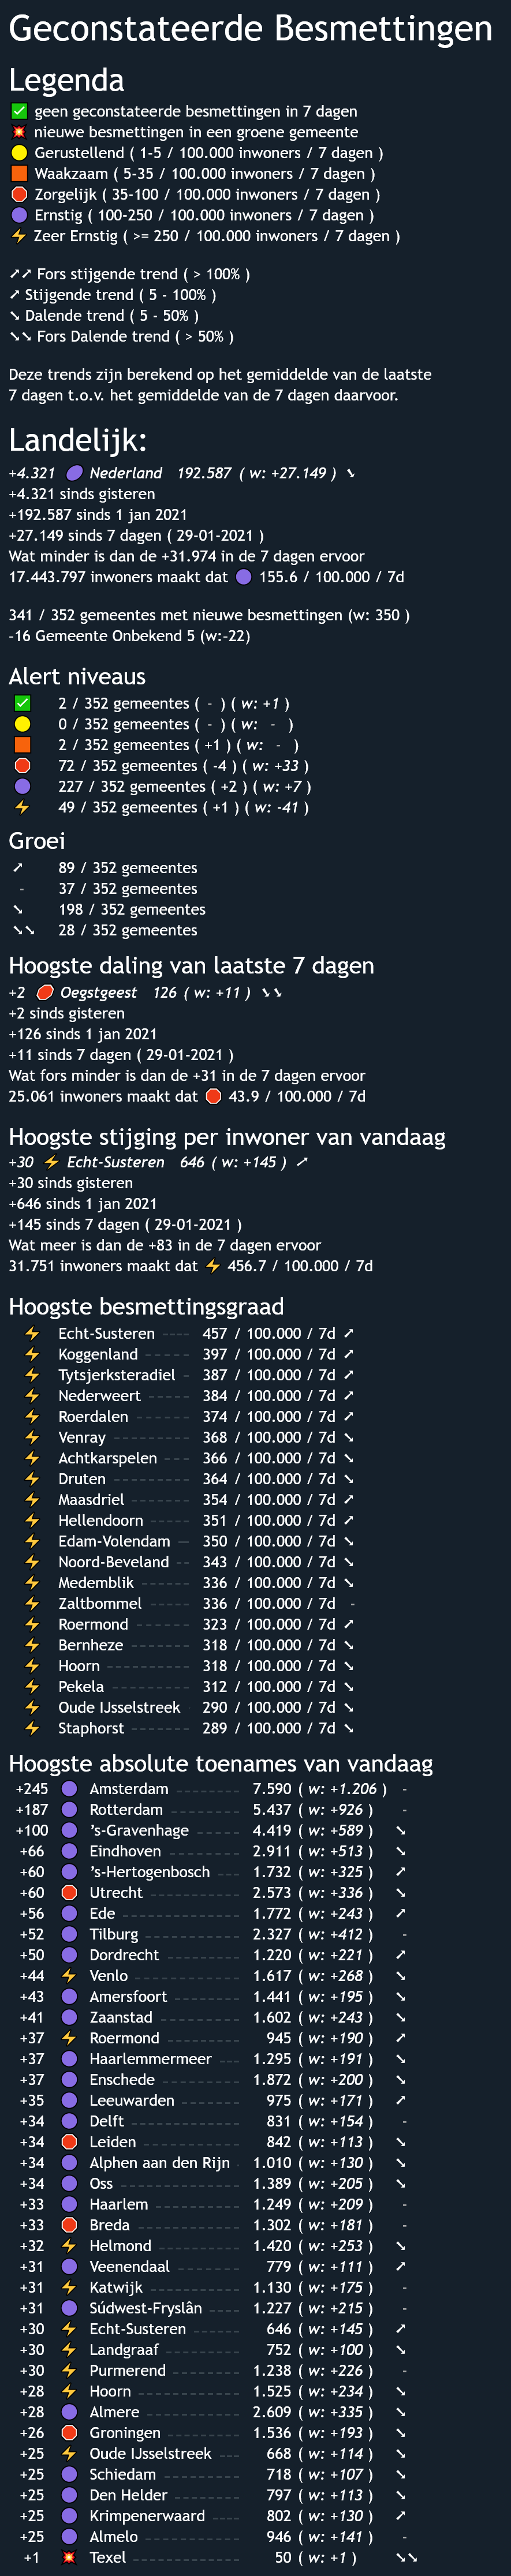 Geconstateerde Besmettingen
Legenda
✅ geen geconstateerde besmettingen in 7 dagen
💥 nieuwe besmettingen in een groene gemeente
🟡 Gerustellend ( 1-5 / 100.000 inwoners / 7 dagen )
🟧 Waakzaam ( 5-35 / 100.000 inwoners / 7 dagen )
🛑 Zorgelijk ( 35-100 / 100.000 inwoners / 7 dagen )
🟣 Ernstig ( 100-250 / 100.000 inwoners / 7 dagen )
⚡ Zeer Ernstig ( >= 250 / 100.000 inwoners / 7 dagen )
➚➚ Fors stijgende trend ( > 100% )
➚ Stijgende trend ( 5 - 100% )
➘ Dalende trend ( 5 - 50% )
➘➘ Fors Dalende trend ( > 50% )
Deze trends zijn berekend op het gemiddelde van de laatste
7 dagen t.o.v. het gemiddelde van de 7 dagen daarvoor.
Landelijk:
+4.321 🟣 Nederland 192.587 ( w: +27.149 ) ➘
+4.321 sinds gisteren
+192.587 sinds 1 jan 2021
+27.149 sinds 7 dagen ( 29-01-2021 )
Wat minder is dan de +31.974 in de 7 dagen ervoor
17.443.797 inwoners maakt dat 🟣 155.6 / 100.000 / 7d
341 / 352 gemeentes met nieuwe besmettingen (w: 350 )
-16 Gemeente Onbekend 5 (w:-22)
Alert niveaus
✅ 2 / 352 gemeentes ( - ) ( w: +1 )
🟡 0 / 352 gemeentes ( - ) ( w: - )
🟧 2 / 352 gemeentes ( +1 ) ( w: - )
🛑 72 / 352 gemeentes ( -4 ) ( w: +33 )
🟣 227 / 352 gemeentes ( +2 ) ( w: +7 )
⚡ 49 / 352 gemeentes ( +1 ) ( w: -41 )
Groei
➚ 89 / 352 gemeentes
- 37 / 352 gemeentes
➘ 198 / 352 gemeentes
➘➘ 28 / 352 gemeentes
Hoogste daling van laatste 7 dagen
+2 🛑 Oegstgeest 126 ( w: +11 ) ➘➘
+2 sinds gisteren
+126 sinds 1 jan 2021
+11 sinds 7 dagen ( 29-01-2021 )
Wat fors minder is dan de +31 in de 7 dagen ervoor
25.061 inwoners maakt dat 🛑 43.9 / 100.000 / 7d
Hoogste stijging per inwoner van vandaag
+30 ⚡ Echt-Susteren 646 ( w: +145 ) ➚
+30 sinds gisteren
+646 sinds 1 jan 2021
+145 sinds 7 dagen ( 29-01-2021 )
Wat meer is dan de +83 in de 7 dagen ervoor
31.751 inwoners maakt dat ⚡ 456.7 / 100.000 / 7d
Hoogste besmettingsgraad
⚡ Echt-Susteren ---- 457 / 100.000 / 7d ➚
⚡ Koggenland ------- 397 / 100.000 / 7d ➚
⚡ Tytsjerksteradiel - 387 / 100.000 / 7d ➚
⚡ Nederweert ------ 384 / 100.000 / 7d ➚
⚡ Roerdalen -------- 374 / 100.000 / 7d ➚
⚡ Venray ----------- 368 / 100.000 / 7d ➘
⚡ Achtkarspelen ---- 366 / 100.000 / 7d ➘
⚡ Druten ----------- 364 / 100.000 / 7d ➘
⚡ Maasdriel -------- 354 / 100.000 / 7d ➚
⚡ Hellendoorn ----- 351 / 100.000 / 7d ➚
⚡ Edam-Volendam -- 350 / 100.000 / 7d ➘
⚡ Noord-Beveland -- 343 / 100.000 / 7d ➘
⚡ Medemblik ------- 336 / 100.000 / 7d ➘
⚡ Zaltbommel ------ 336 / 100.000 / 7d -
⚡ Roermond -------- 323 / 100.000 / 7d ➚
⚡ Bernheze --------- 318 / 100.000 / 7d ➘
⚡ Hoorn ------------ 318 / 100.000 / 7d ➘
⚡ Pekela ----------- 312 / 100.000 / 7d ➘
⚡ Oude IJsselstreek 290 / 100.000 / 7d ➘
⚡ Staphorst -------- 289 / 100.000 / 7d ➘
Hoogste absolute toenames van vandaag
+245 🟣 Amsterdam --------- 7.590 ( w: +1.206 ) -
+187 🟣 Rotterdam ---------- 5.437 ( w: +926 ) -
+100 🟣 's-Gravenhage ------ 4.419 ( w: +589 ) ➘
+66 🟣 Eindhoven ---------- 2.911 ( w: +513 ) ➘
+60 🟣 's-Hertogenbosch ---- 1.732 ( w: +325 ) ➚
+60 🛑 Utrecht ------------- 2.573 ( w: +336 ) ➘
+56 🟣 Ede ----------------- 1.772 ( w: +243 ) ➚
+52 🟣 Tilburg -------------- 2.327 ( w: +412 ) -
+50 🟣 Dordrecht ---------- 1.220 ( w: +221 ) ➚
+44 ⚡ Venlo --------------- 1.617 ( w: +268 ) ➘
+43 🟣 Amersfoort --------- 1.441 ( w: +195 ) ➘
+41 🟣 Zaanstad ----------- 1.602 ( w: +243 ) ➘
+37 ⚡ Roermond ---------- 945 ( w: +190 ) ➚
+37 🟣 Haarlemmermeer --- 1.295 ( w: +191 ) ➘
+37 🟣 Enschede ----------- 1.872 ( w: +200 ) ➘
+35 🟣 Leeuwarden -------- 975 ( w: +171 ) ➚
+34 🟣 Delft --------------- 831 ( w: +154 ) -
+34 🛑 Leiden -------------- 842 ( w: +113 ) ➘
+34 🟣 Alphen aan den Rijn - 1.010 ( w: +130 ) ➘
+34 🟣 Oss ----------------- 1.389 ( w: +205 ) ➘
+33 🟣 Haarlem ------------ 1.249 ( w: +209 ) -
+33 🛑 Breda --------------- 1.302 ( w: +181 ) -
+32 ⚡ Helmond ------------ 1.420 ( w: +253 ) ➘
+31 🟣 Veenendaal --------- 779 ( w: +111 ) ➚
+31 ⚡ Katwijk ------------- 1.130 ( w: +175 ) -
+31 🟣 Súdwest-Fryslân ----- 1.227 ( w: +215 ) -
+30 ⚡ Echt-Susteren ------- 646 ( w: +145 ) ➚
+30 ⚡ Landgraaf ----------- 752 ( w: +100 ) ➘
+30 ⚡ Purmerend ---------- 1.238 ( w: +226 ) -
+28 ⚡ Hoorn --------------- 1.525 ( w: +234 ) ➘
+28 🟣 Almere ------------- 2.609 ( w: +335 ) ➘
+26 🛑 Groningen ---------- 1.536 ( w: +193 ) ➘
+25 ⚡ Oude IJsselstreek --- 668 ( w: +114 ) ➘
+25 🟣 Schiedam ----------- 718 ( w: +107 ) ➘
+25 🟣 Den Helder --------- 797 ( w: +113 ) ➘
+25 🟣 Krimpenerwaard ---- 802 ( w: +130 ) ➚
+25 🟣 Almelo ------------- 946 ( w: +141 ) -
+1 💥 Texel --------------- 50 ( w: +1 ) ➘➘